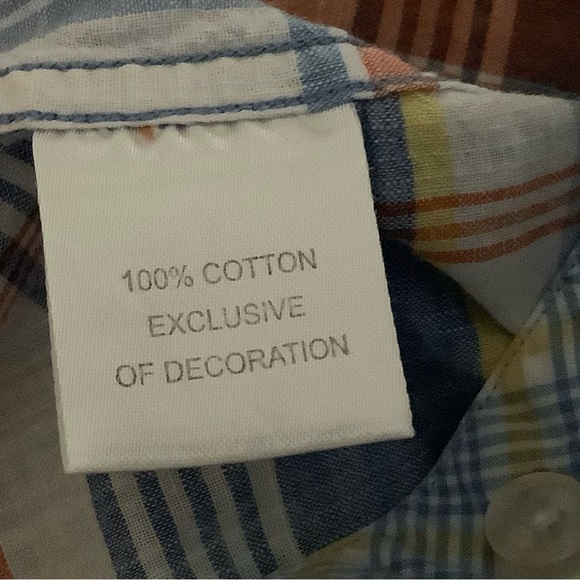 100% COTTON
EXCLUSIVE
OF DECORATION